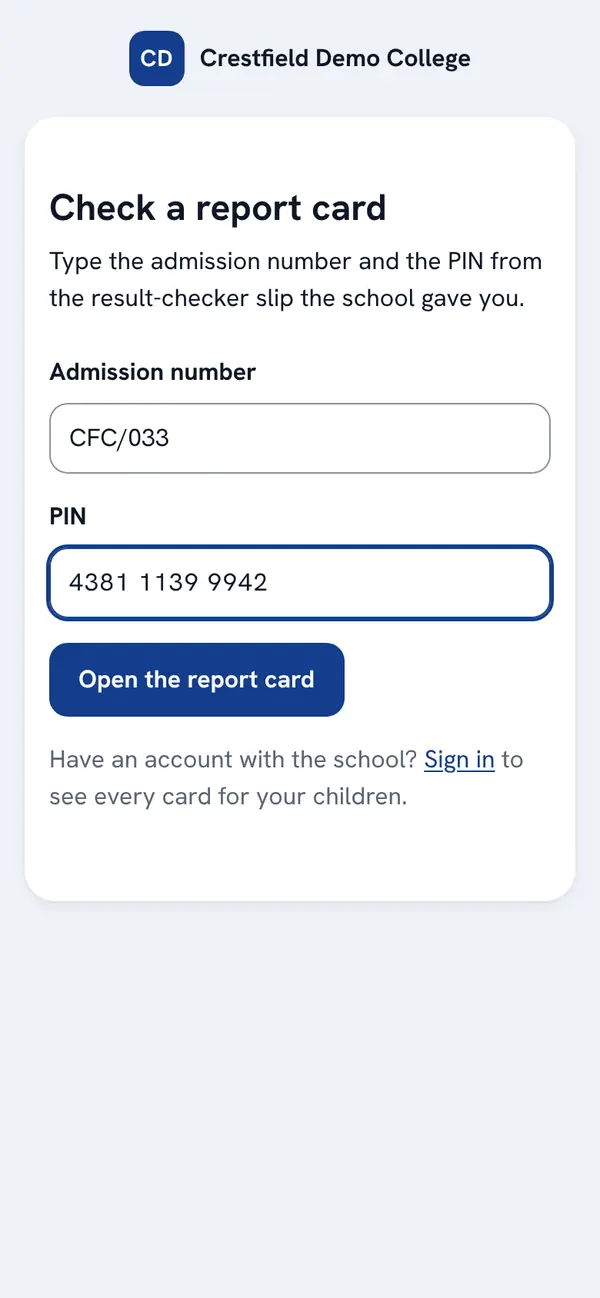 CD
Crestfield Demo College
Check a report card
Type the admission number and the PIN from
the result-checker slip the school gave you.
Admission number
CFC/033
PIN
4381 1139 9942
Open the report card
Have an account with the school? Sign in to
see every card for your children.